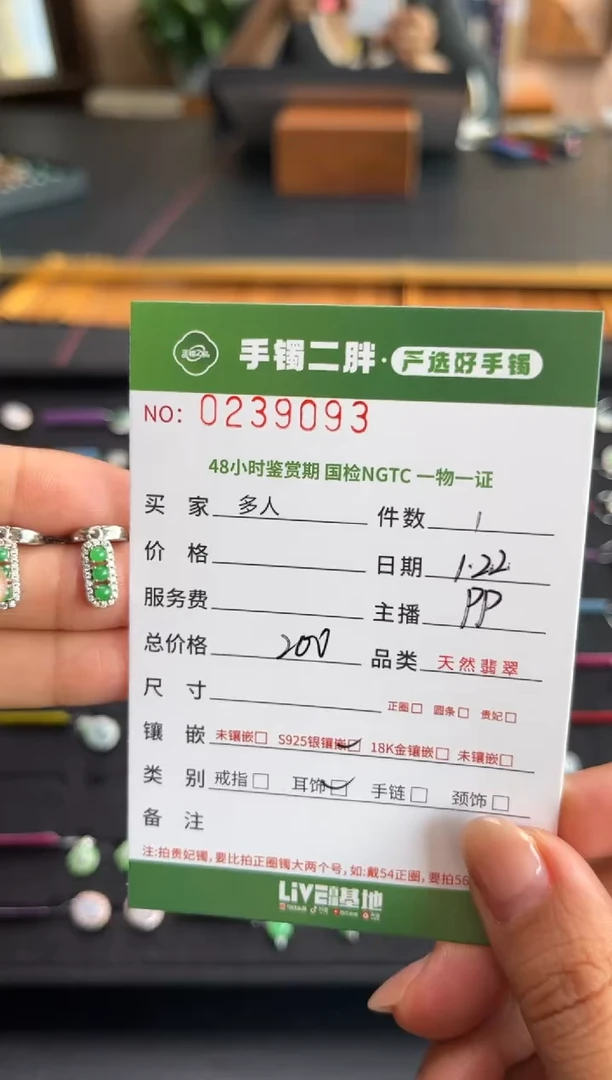 手镯二胖·严选好手镯
NO: 0239093
48小时鉴赏期 国检NGTC 一物一证
买 家 多人 件数 1
价 格 日期 1.22
服务费 主播 PP
总价格 200 品类 天然翡翠
尺 寸 正圈□ 圆条□ 贵妃□
镶 嵌 未镶嵌□ S925银镶嵌☑ 18K金镶嵌□ 未镶嵌□
类 别 戒指□ 耳饰☑ 手链□ 颈饰□
备 注
注:拍贵妃镯,要比拍正圈镯大两个号,如:戴54正圈,要拍56
LiVE 基地